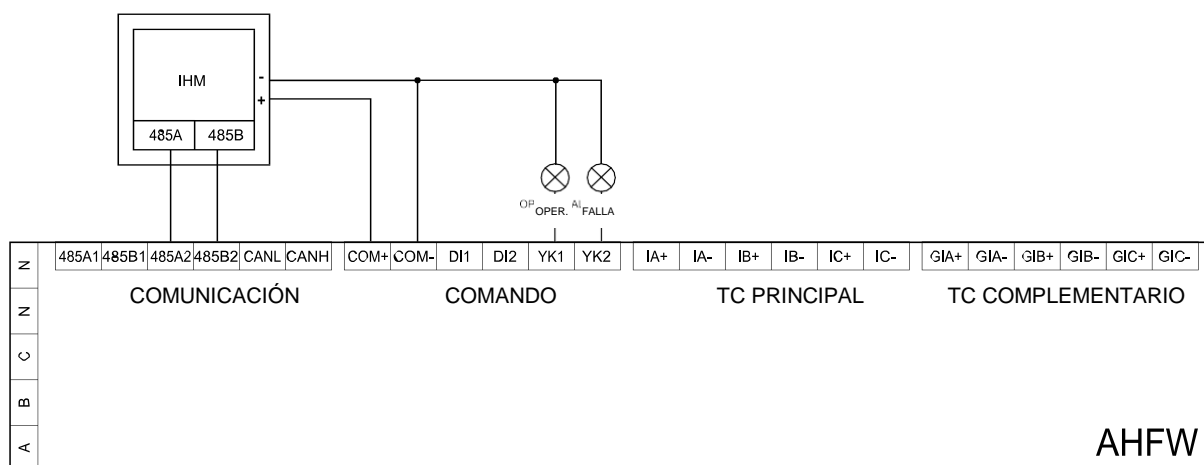 IHM
-
+
485A 485B
OP OPER. AL FALLA
485A1 485B1 485A2 485B2 CANL CANH COM+ COM- DI1 DI2 YK1 YK2 IA+ IA- IB+ IB- IC+ IC- GIA+ GIA- GIB+ GIB- GIC+ GIC-
COMUNICACIÓN COMANDO TC PRINCIPAL TC COMPLEMENTARIO
N
N
C
B
A
AHFW